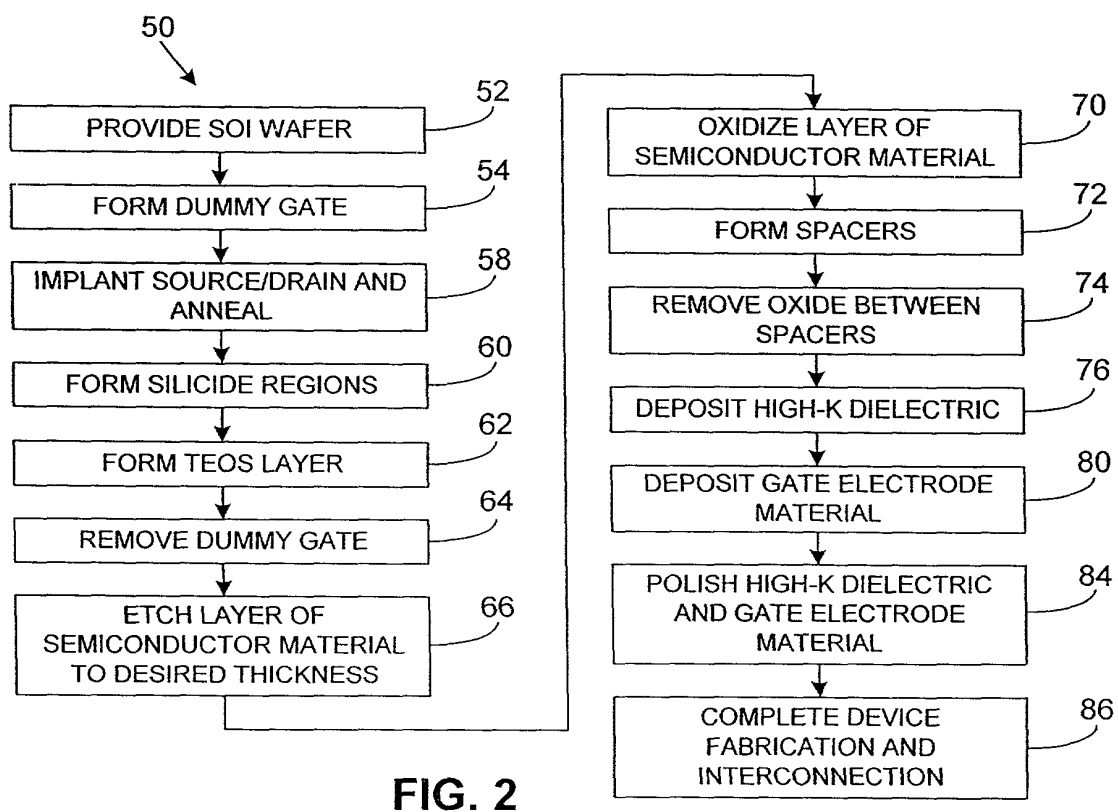 50
PROVIDE SOI WAFER
52
FORM DUMMY GATE
54
IMPLANT SOURCE/DRAIN AND
ANNEAL
58
FORM SILICIDE REGIONS
60
FORM TEOS LAYER
62
REMOVE DUMMY GATE
64
ETCH LAYER OF
SEMICONDUCTOR MATERIAL
TO DESIRED THICKNESS
66
OXIDIZE LAYER OF
SEMICONDUCTOR MATERIAL
70
FORM SPACERS
72
REMOVE OXIDE BETWEEN
SPACERS
74
DEPOSIT HIGH-K DIELECTRIC
76
DEPOSIT GATE ELECTRODE
MATERIAL
80
POLISH HIGH-K DIELECTRIC
AND GATE ELECTRODE
MATERIAL
84
COMPLETE DEVICE
FABRICATION AND
INTERCONNECTION
86
FIG. 2